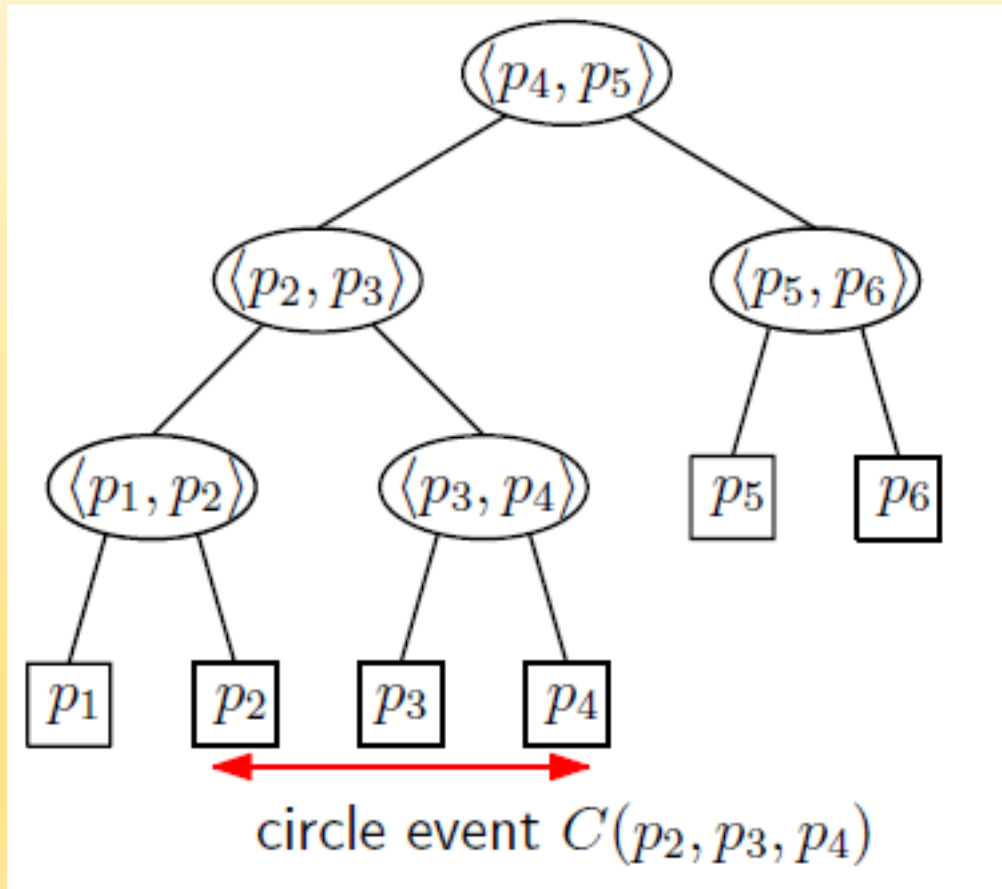 ⟨p₄, p₅⟩
⟨p₂, p₃⟩ ⟨p₅, p₆⟩
⟨p₁, p₂⟩ ⟨p₃, p₄⟩ p₅ p₆
p₁ p₂ p₃ p₄
circle event C(p₂, p₃, p₄)